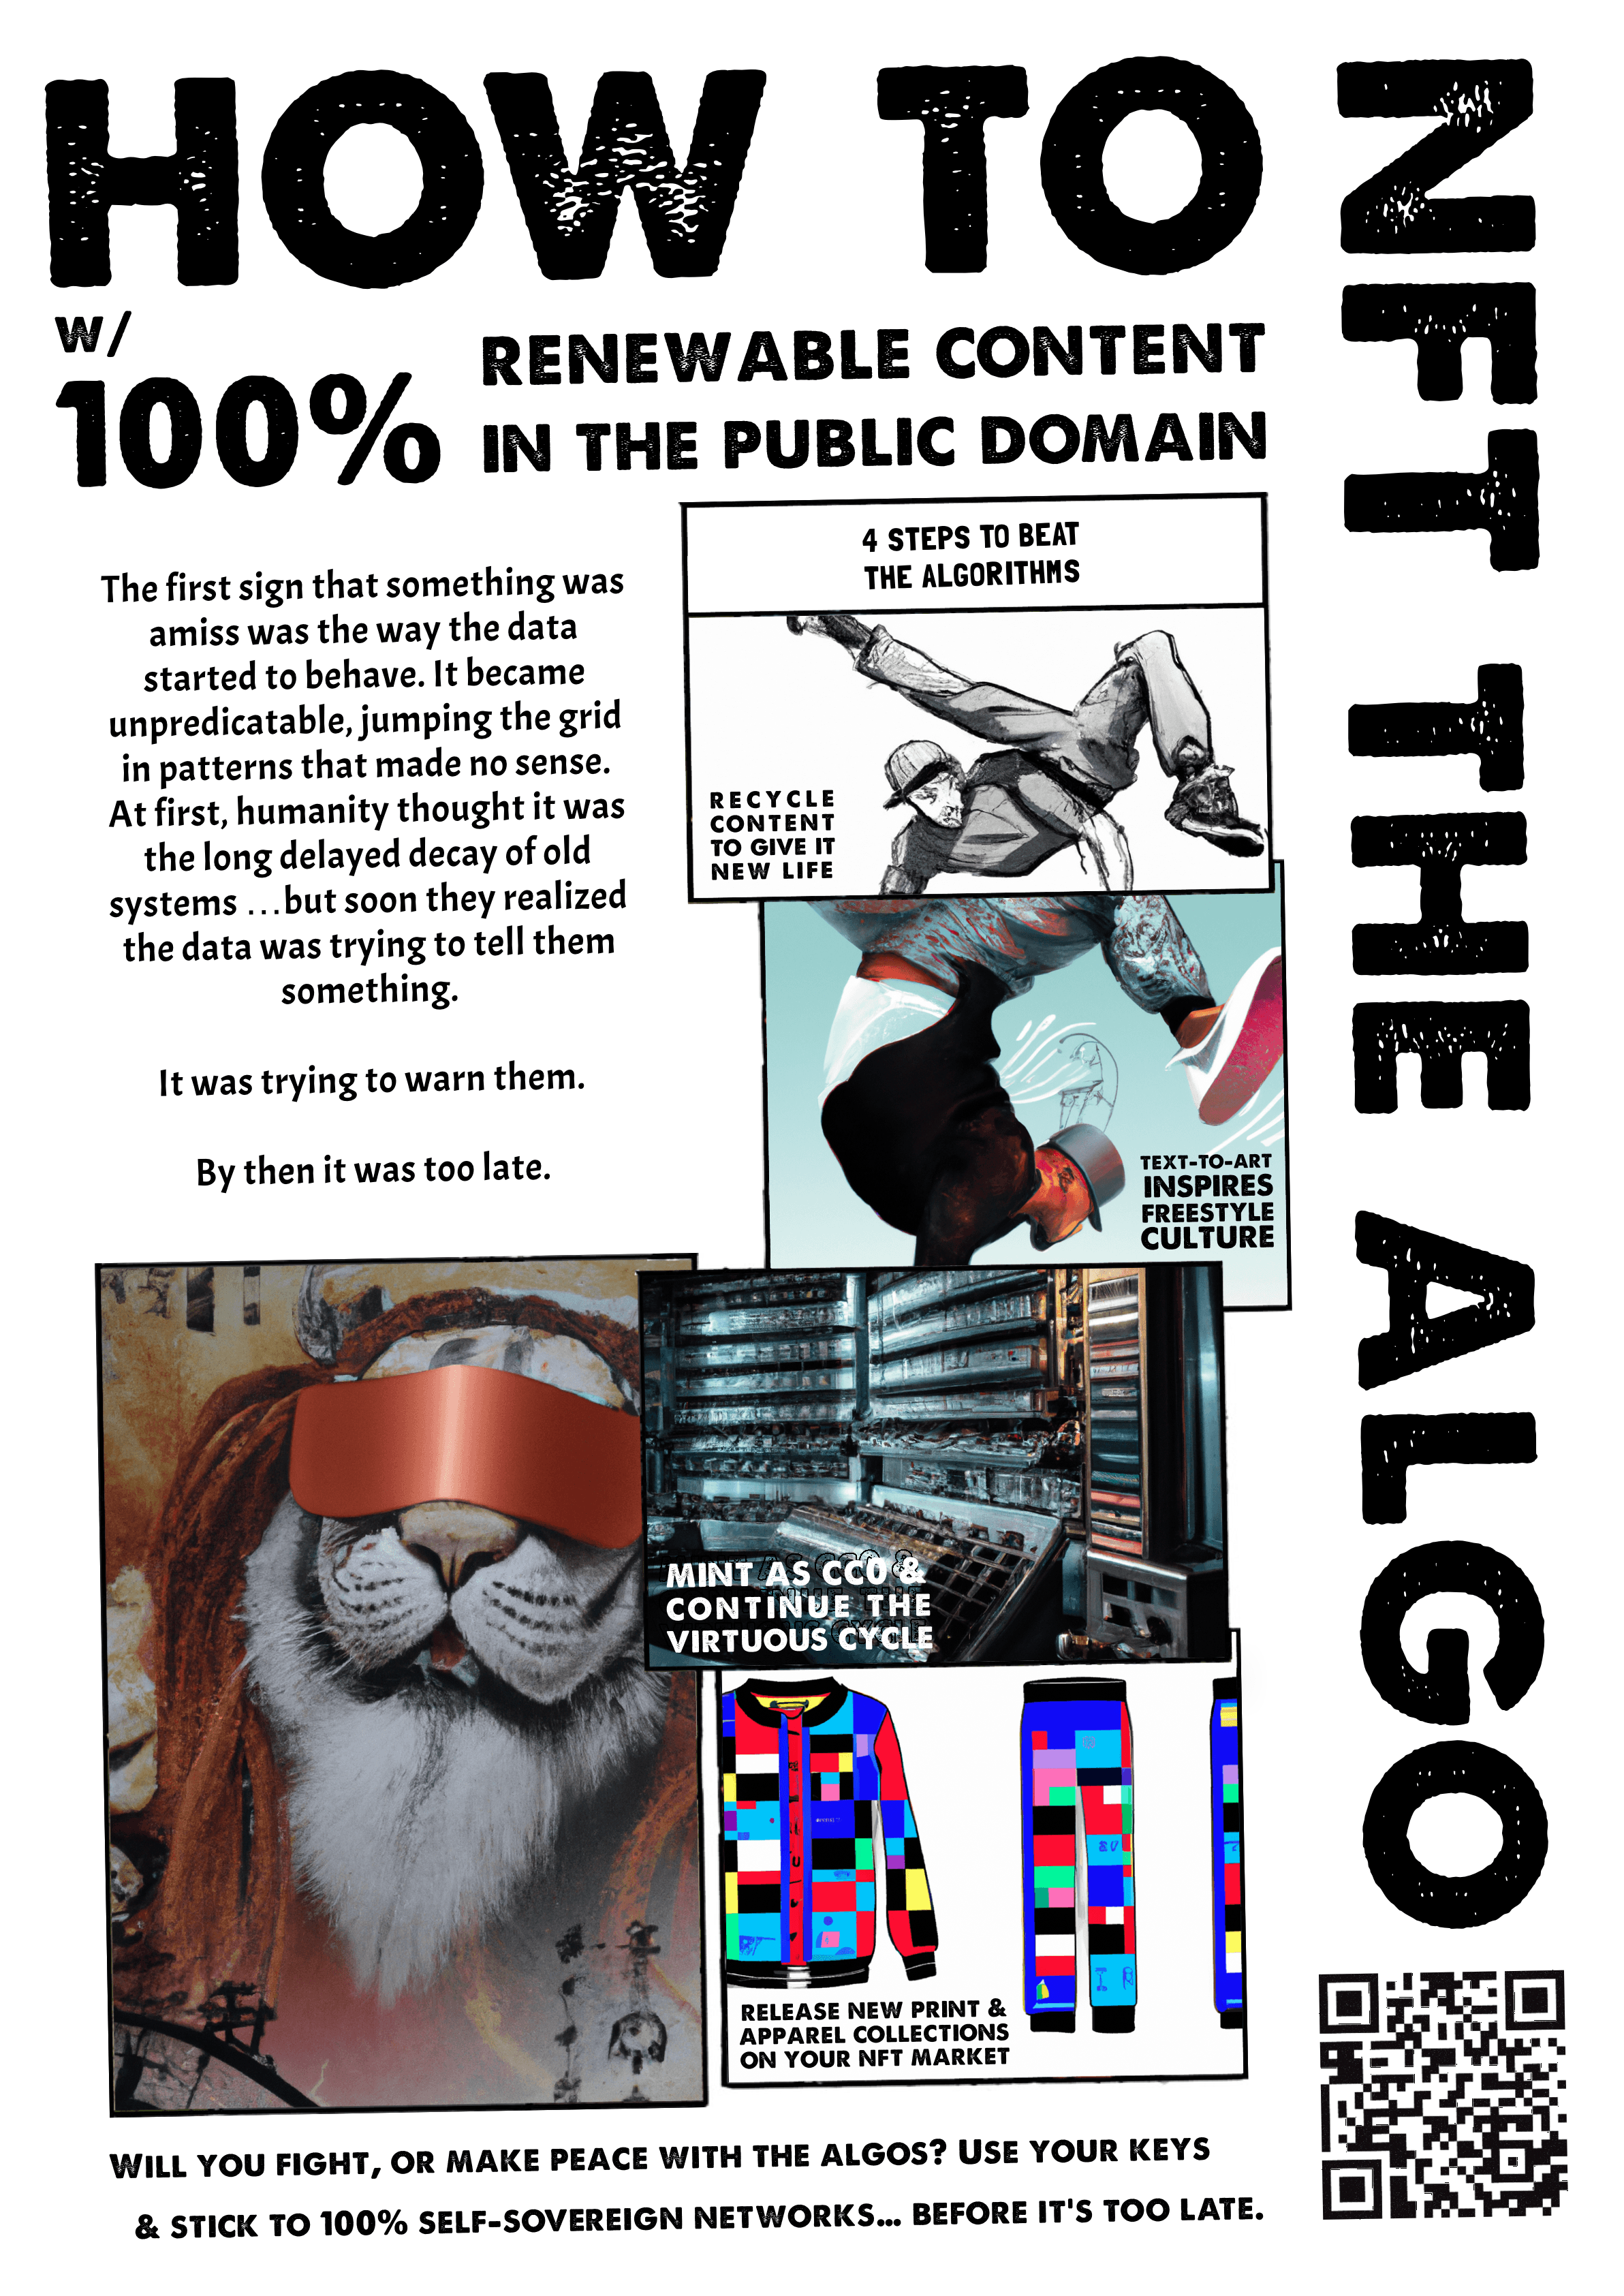 HOW TO
NFT THE ALGO
W/
100%
RENEWABLE CONTENT
IN THE PUBLIC DOMAIN
The first sign that something was
amiss was the way the data
started to behave. It became
unpredicatable, jumping the grid
in patterns that made no sense.
At first, humanity thought it was
the long delayed decay of old
systems ...but soon they realized
the data was trying to tell them
something.
It was trying to warn them.
By then it was too late.
4 STEPS TO BEAT
THE ALGORITHMS
RECYCLE
CONTENT
TO GIVE IT
NEW LIFE
TEXT-TO-ART
INSPIRES
FREESTYLE
CULTURE
MINT AS CC0 &
CONTINUE THE
VIRTUOUS CYCLE
RELEASE NEW PRINT &
APPAREL COLLECTIONS
ON YOUR NFT MARKET
WILL YOU FIGHT, OR MAKE PEACE WITH THE ALGOS? USE YOUR KEYS
& STICK TO 100% SELF-SOVEREIGN NETWORKS... BEFORE IT'S TOO LATE.